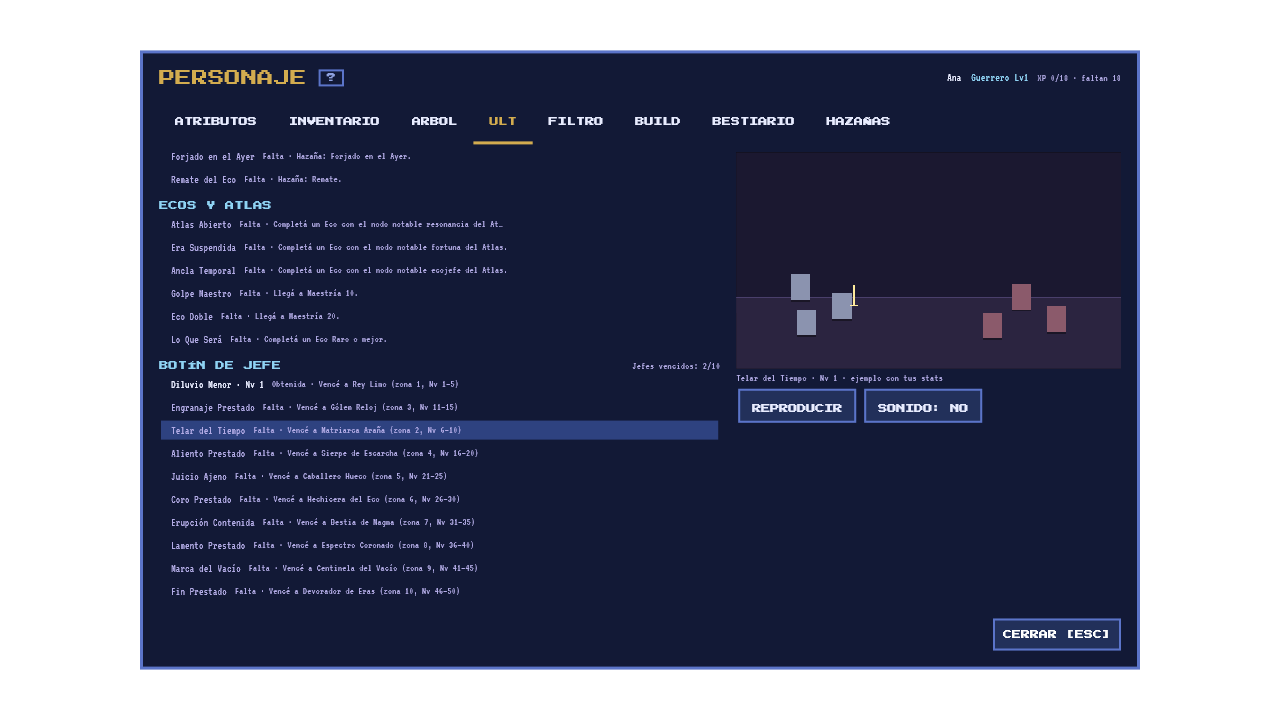 PERSONAJE ?
Ana Guerrero Lv1 XP 0/10 · faltan 10
ATRIBUTOS INVENTARIO ARBOL ULT FILTRO BUILD BESTIARIO HAZAÑAS
Forjado en el Ayer Falta · Hazaña: Forjado en el Ayer.
Remate del Eco Falta · Hazaña: Remate.
ECOS Y ATLAS
Atlas Abierto Falta · Completá un Eco con el nodo notable resonancia del At…
Era Suspendida Falta · Completá un Eco con el nodo notable fortuna del Atlas.
Ancla Temporal Falta · Completá un Eco con el nodo notable ecojefe del Atlas.
Golpe Maestro Falta · Llegá a Maestría 10.
Eco Doble Falta · Llegá a Maestría 20.
Lo Que Será Falta · Completá un Eco Raro o mejor.
BOTíN DE JEFE Jefes vencidos: 2/10
Diluvio Menor · Nv 1 Obtenida · Vencé a Rey Limo (zona 1, Nv 1-5)
Engranaje Prestado Falta · Vencé a Gólem Reloj (zona 3, Nv 11-15)
Telar del Tiempo Falta · Vencé a Matriarca Araña (zona 2, Nv 6-10)
Aliento Prestado Falta · Vencé a Sierpe de Escarcha (zona 4, Nv 16-20)
Juicio Ajeno Falta · Vencé a Caballero Hueco (zona 5, Nv 21-25)
Coro Prestado Falta · Vencé a Hechicera del Eco (zona 6, Nv 26-30)
Erupción Contenida Falta · Vencé a Bestia de Magma (zona 7, Nv 31-35)
Lamento Prestado Falta · Vencé a Espectro Coronado (zona 8, Nv 36-40)
Marca del Vacío Falta · Vencé a Centinela del Vacío (zona 9, Nv 41-45)
Fin Prestado Falta · Vencé a Devorador de Eras (zona 10, Nv 46-50)
Telar del Tiempo · Nv 1 · ejemplo con tus stats
REPRODUCIR SONIDO: NO
CERRAR [ESC]